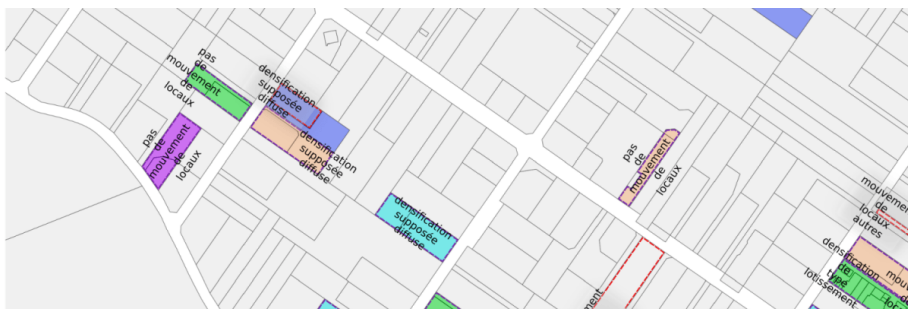 pas
de
mouvement
de
locaux
densification
supposée
diffuse
pas
de
mouvement
de
locaux
densification
supposée
diffuse
densification
supposée
diffuse
pas
de
mouvement
de
locaux
de
locaux
autres
densification
de
type
lotissement